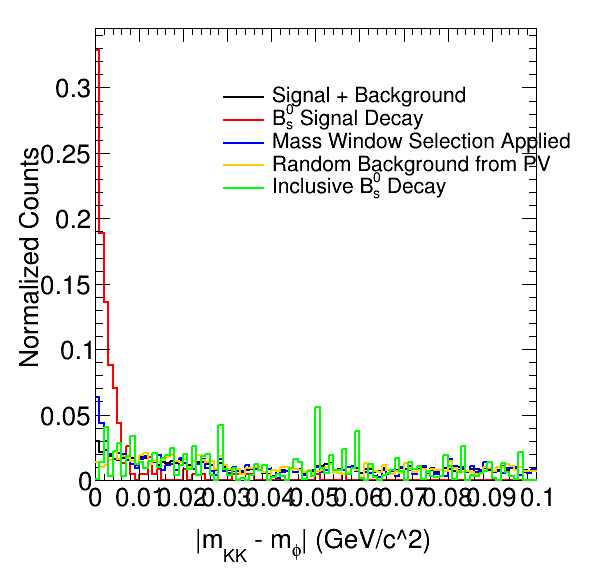 0.3
0.25
0.2
0.15
0.1
0.05
0
Normalized Counts
Signal + Background
B⁰ₛ Signal Decay
Mass Window Selection Applied
Random Background from PV
Inclusive B⁰ₛ Decay
0 0.01 0.02 0.03 0.04 0.05 0.06 0.07 0.08 0.09 0.1
|m_KK - m_ϕ| (GeV/c^2)